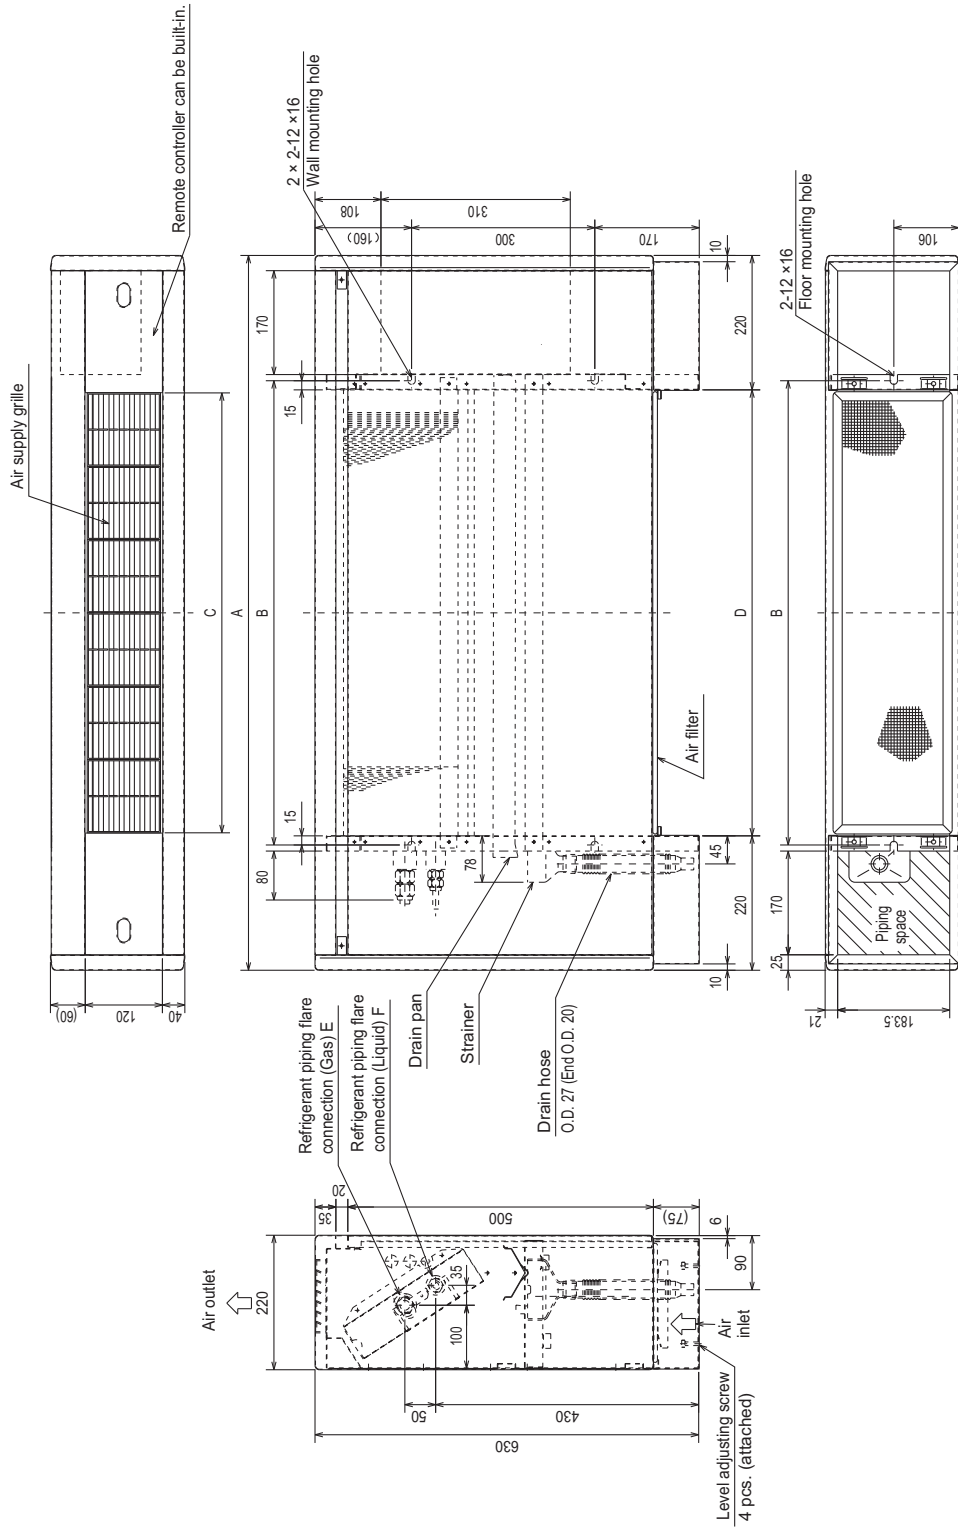 Air supply grille
Remote controller can be built-in.
(60)
120
40
C
A
B
2 × 2-12 ×16
Wall mounting hole
80
15
15
170
108
(160)
310
300
170
78
Refrigerant piping flare
connection (Gas) E
Refrigerant piping flare
connection (Liquid) F
Drain pan
Strainer
Drain hose
O.D. 27 (End O.D. 20)
Air filter
10
220
45
D
220
10
B
25
170
Piping
space
21
183.5
2-12 ×16
Floor mounting hole
106
Air outlet
220
35
20
500
(75)
6
90
35
100
50
430
630
Air
inlet
Level adjusting screw
4 pcs. (attached)